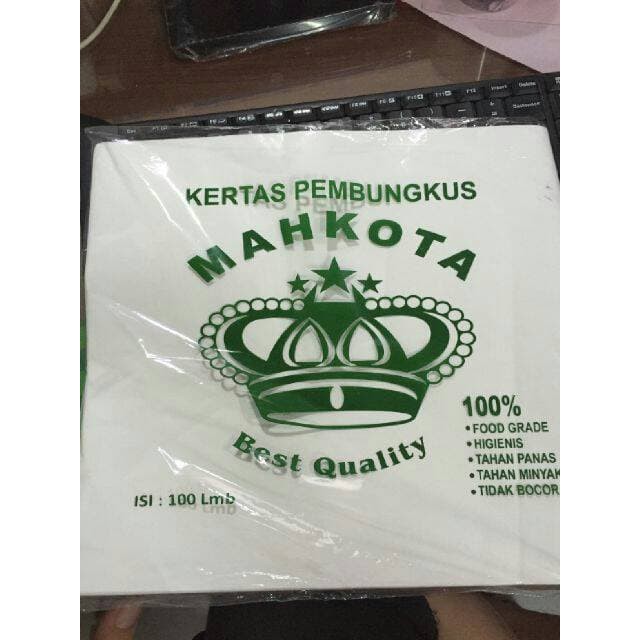 KERTAS PEMBUNGKUS
MAHKOTA
Best Quality
100%
• FOOD GRADE
• HIGIENIS
• TAHAN PANAS
• TAHAN MINYAK
• TIDAK BOCOR
ISI : 100 Lmb